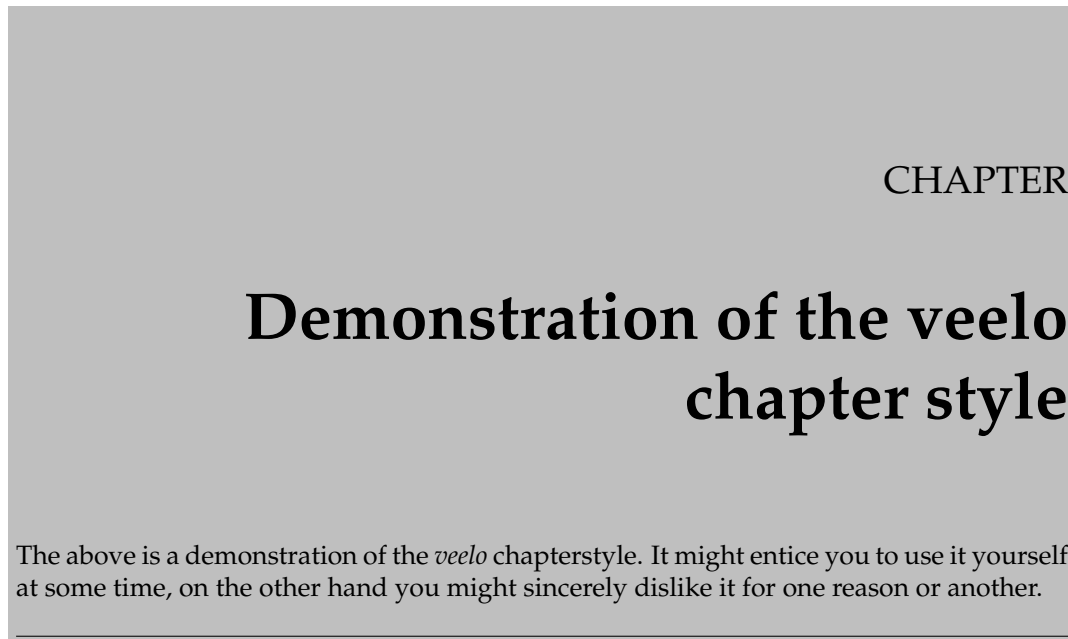 CHAPTER
Demonstration of the veelo
chapter style
The above is a demonstration of the veelo chapterstyle. It might entice you to use it yourself
at some time, on the other hand you might sincerely dislike it for one reason or another.